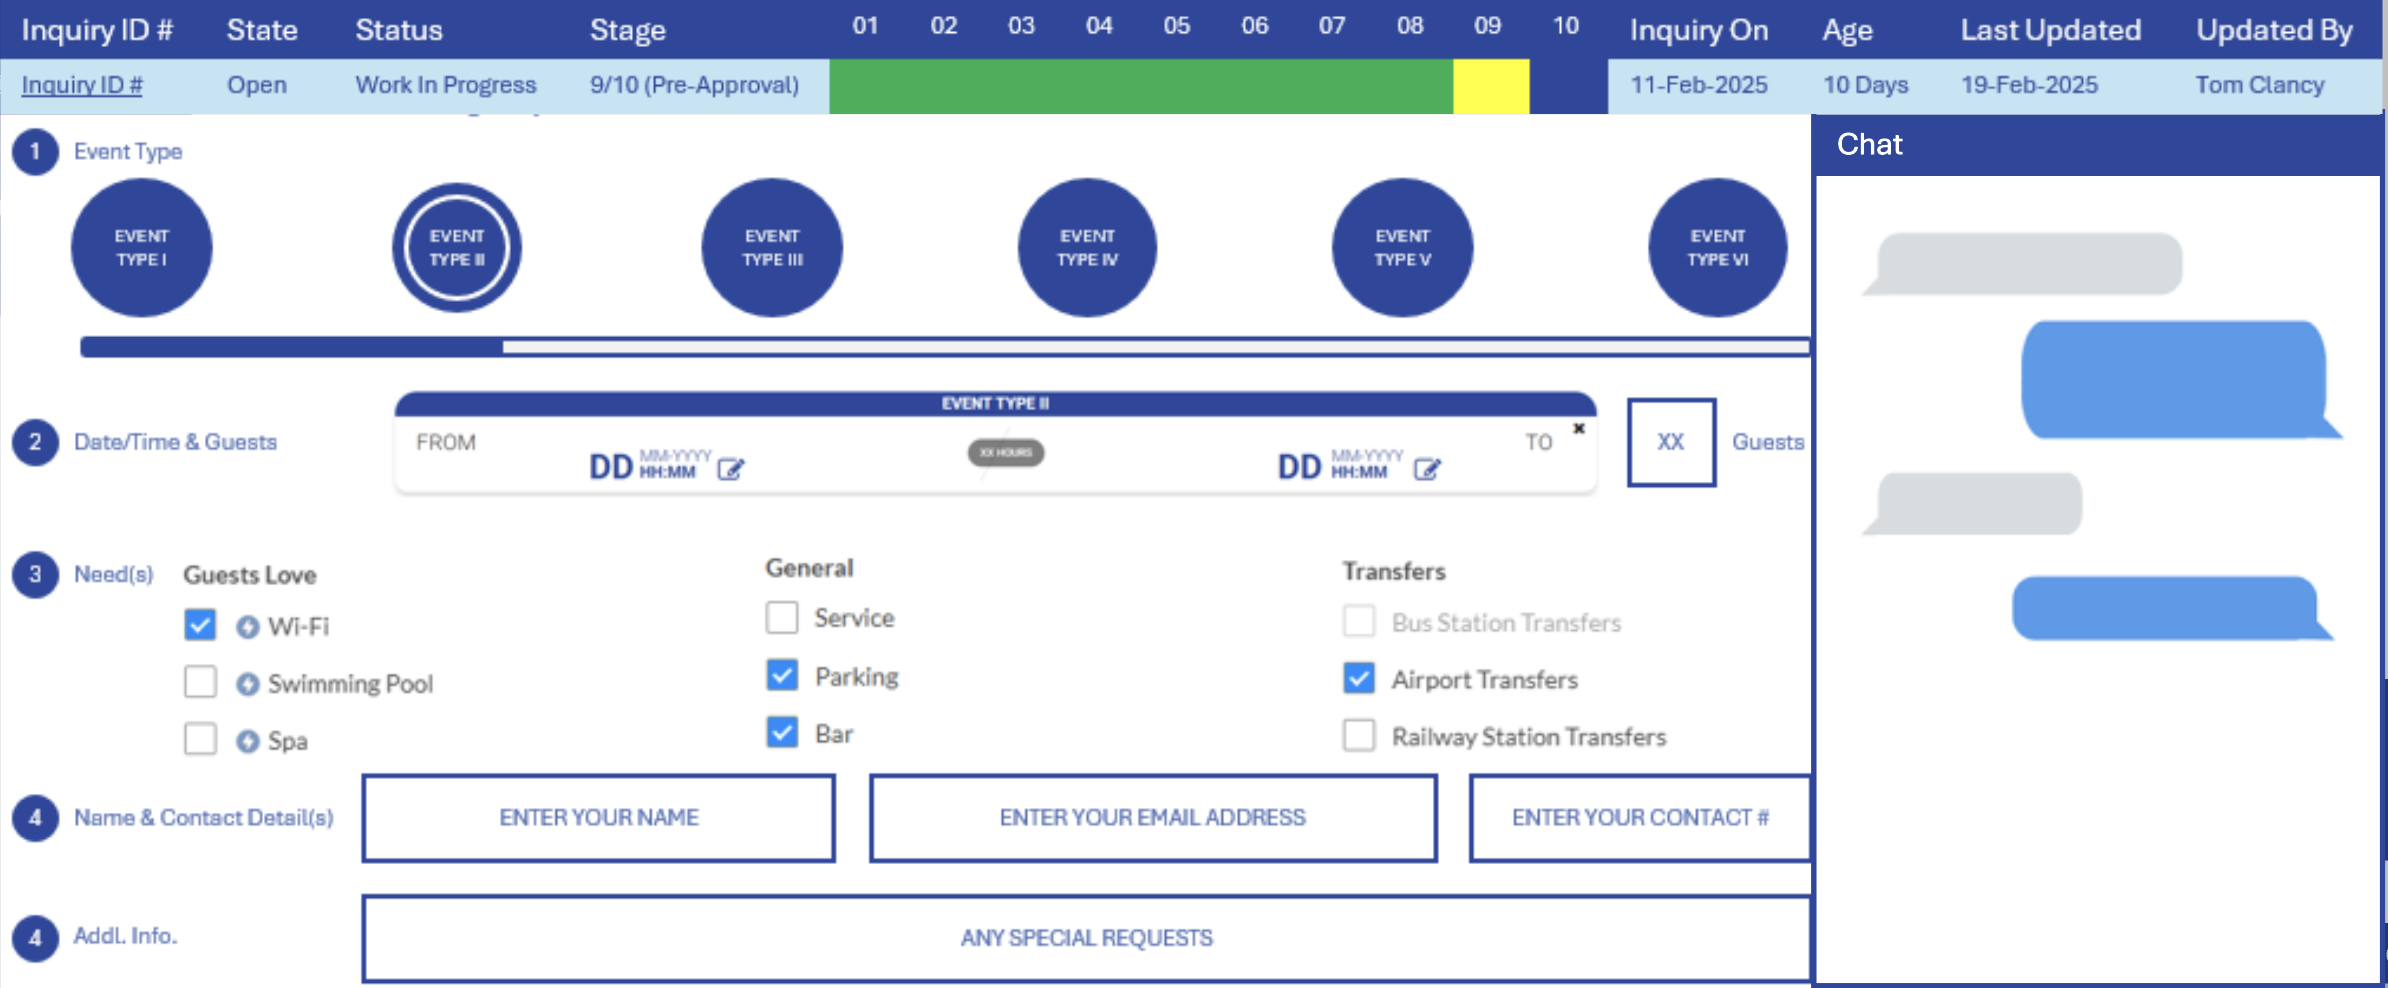 Inquiry ID # State Status Stage 01 02 03 04 05 06 07 08 09 10 Inquiry On Age Last Updated Updated By
Inquiry ID # Open Work In Progress 9/10 (Pre-Approval) 11-Feb-2025 10 Days 19-Feb-2025 Tom Clancy
1 Event Type
EVENT TYPE I
EVENT TYPE II
EVENT TYPE III
EVENT TYPE IV
EVENT TYPE V
EVENT TYPE VI
EVENT TYPE II
2 Date/Time & Guests
FROM
DD MM-YYYY HH:MM
XX HOURS
DD MM-YYYY HH:MM
TO
XX Guests
3 Need(s)
Guests Love
Wi-Fi
Swimming Pool
Spa
General
Service
Parking
Bar
Transfers
Bus Station Transfers
Airport Transfers
Railway Station Transfers
4 Name & Contact Detail(s) ENTER YOUR NAME ENTER YOUR EMAIL ADDRESS ENTER YOUR CONTACT #
4 Addl. Info. ANY SPECIAL REQUESTS
Chat